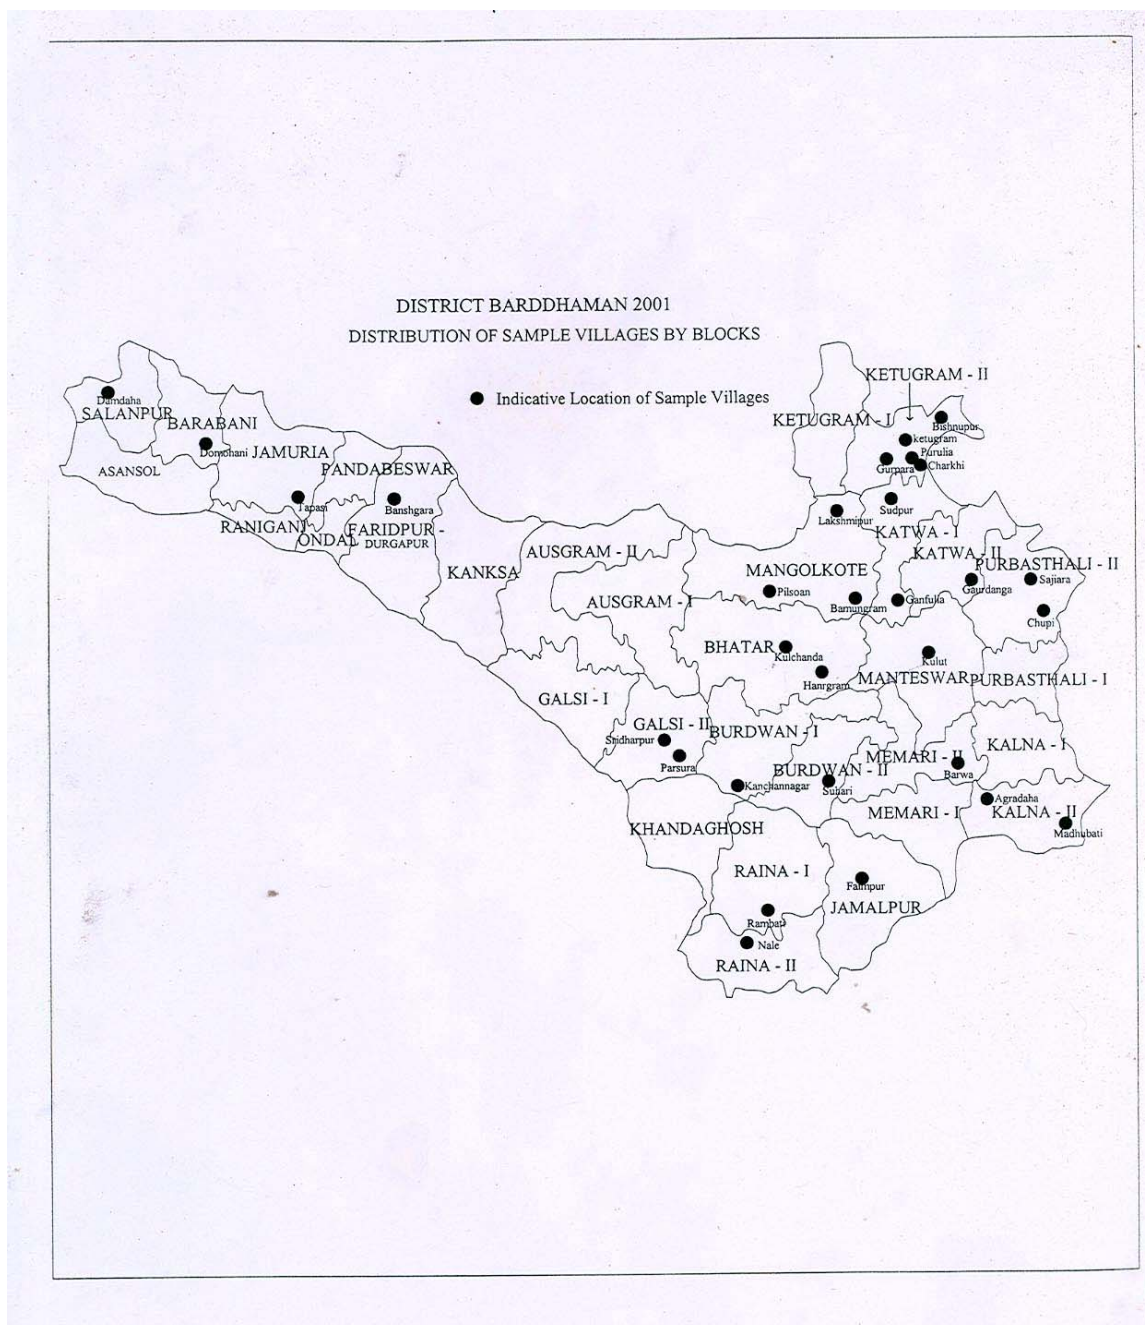 DISTRICT BARDDHAMAN 2001
DISTRIBUTION OF SAMPLE VILLAGES BY BLOCKS
Indicative Location of Sample Villages
KETUGRAM - II
KETUGRAM - I
Bishnupur
ketugram
Purulia
Gurpara
Charkhi
Damdaha
SALANPUR
BARABANI
Domohani
JAMURIA
ASANSOL
PANDABESWAR
Tapasi
Banshgara
RANIGANJ
ONDAL
FARIDPUR -
DURGAPUR
KANKSA
Sudpur
Lakshmipur
KATWA - I
KATWA - II
PURBASTHALI - II
AUSGRAM - II
MANGOLKOTE
Gaurdanga
Sajiara
Pilsoan
Bamungram
Ganfulia
AUSGRAM - I
Chupi
BHATAR
Kulchanda
Kulut
Hanrgram
MANTESWAR
PURBASTHALI - I
GALSI - I
GALSI - II
BURDWAN - I
Sridharpur
KALNA - I
Parsura
MEMARI - II
BURDWAN - II
Barwa
Kanchannagar
Suhari
Agradaha
MEMARI - I
KALNA - II
KHANDAGHOSH
Madhubati
RAINA - I
Faimpur
JAMALPUR
Rambati
Nale
RAINA - II